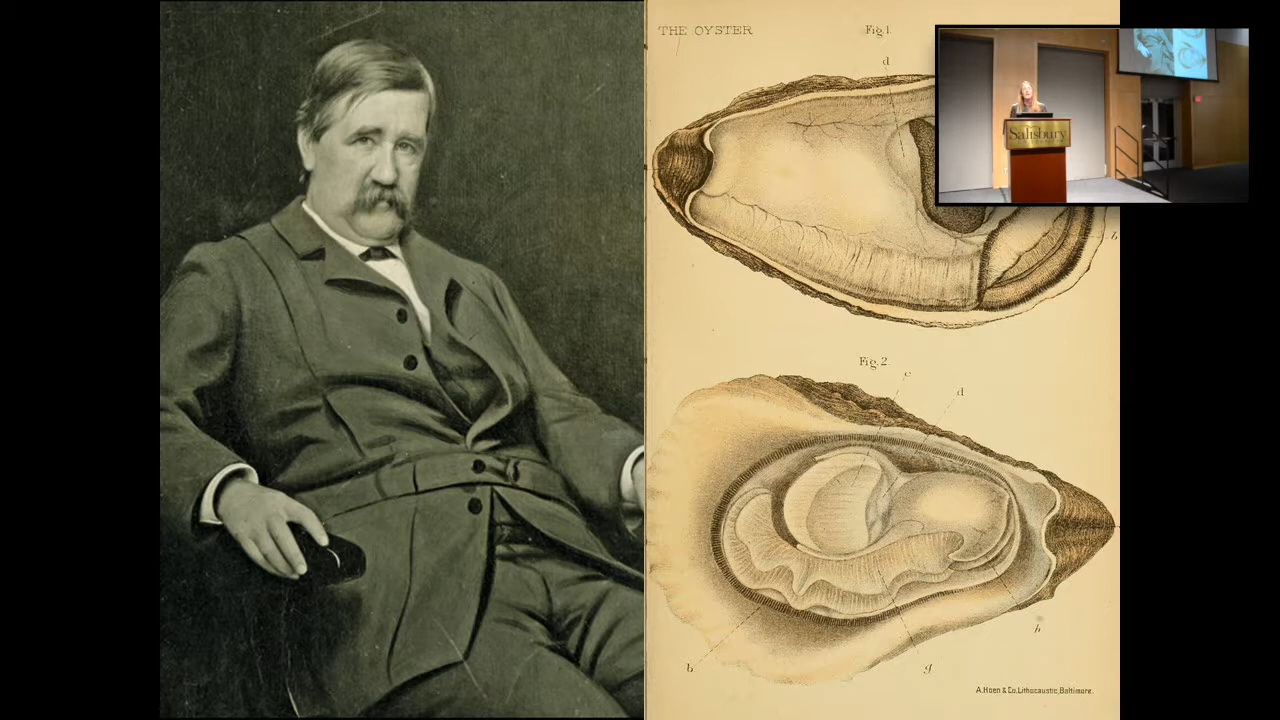 THE OYSTER
Fig.1.
d
Salisbury
b
Fig.2
c
d
h
b
g
A.Hoen & Co.Lithocaustic,Baltimore.